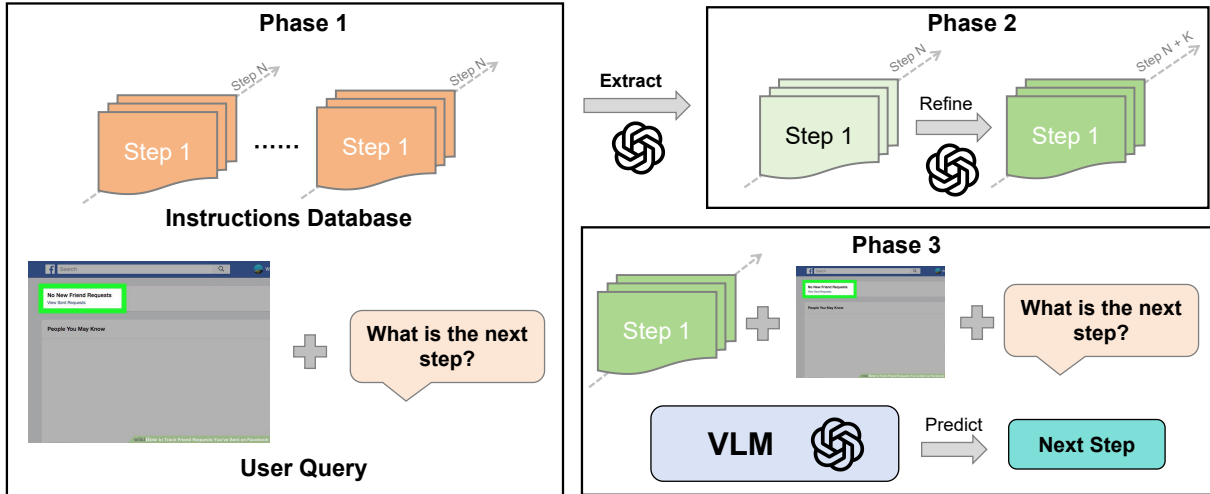 Phase 1
Step N
Step 1
......
Step N
Step 1
Instructions Database
Search
No New Friend Requests
View Sent Requests
People You May Know
wikiHow to Track Friend Requests You've Sent on Facebook
What is the next
step?
User Query
Extract
Phase 2
Step N
Step 1
Refine
Step N + K
Step 1
Phase 3
Step 1
Search
No New Friend Requests
View Sent Requests
People You May Know
What is the next
step?
VLM
Predict
Next Step